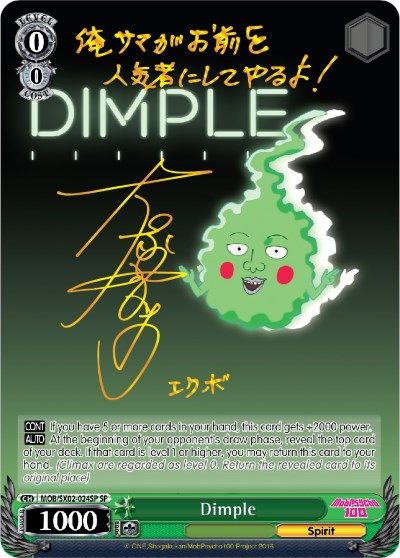 LEVEL
0
0
COST
俺サマがお前を
人気者にしてやるよ!
DIMPLE
エクボ
CONT If you have 5 or more cards in your hand, this card gets +2000 power.
AUTO At the beginning of your opponent's draw phase, reveal the top card
of your deck. If that card is level 1 or higher, you may return this card to your
hand. (Climax are regarded as level 0. Return the revealed card to its
original place)
CH MOB/SX02-024SP SP
POWER
1000
Dimple
MobPsycho
100
Spirit
© ONE, Shogakukan/MobPsycho100 Project 2016